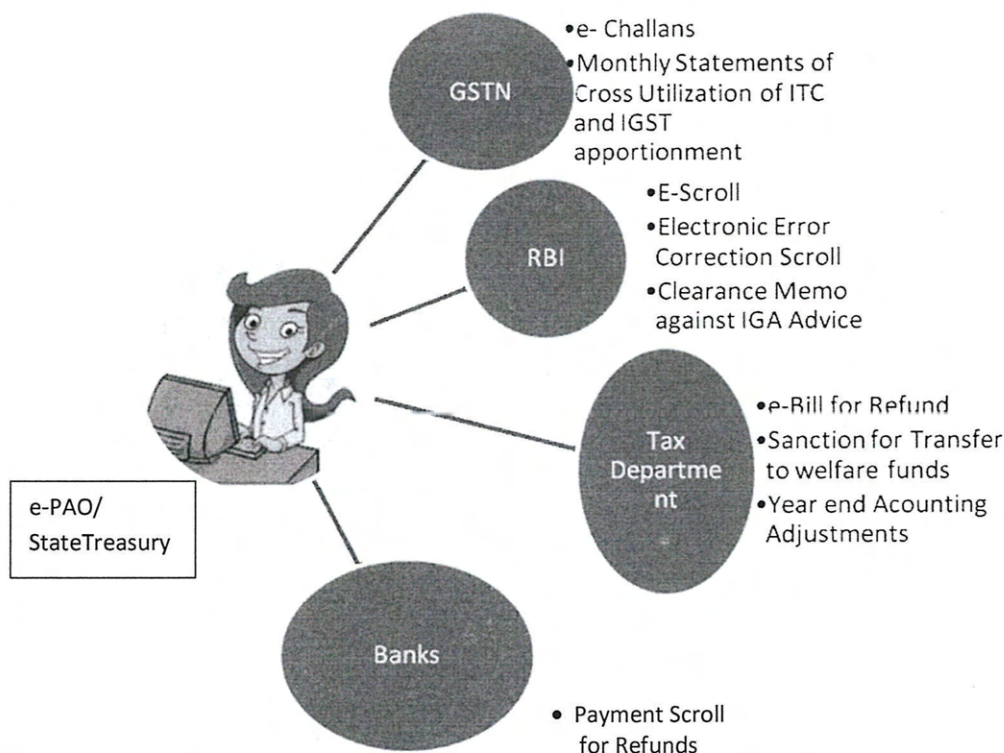 GSTN
•e- Challans
•Monthly Statements of
Cross Utilization of ITC
and IGST
apportionment
RBI
•E-Scroll
•Electronic Error
Correction Scroll
•Clearance Memo
against IGA Advice
Tax
Departme
nt
•e-Bill for Refund
•Sanction for Transfer
to welfare funds
•Year end Acounting
Adjustments
e-PAO/
StateTreasury
Banks
• Payment Scroll
for Refunds